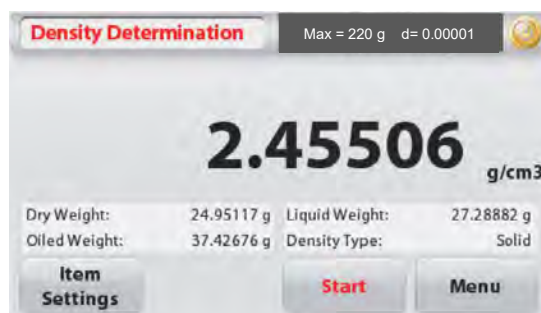 Density Determination Max = 220 g d= 0.00001
2.45506 g/cm3
Dry Weight: 24.95117 g Liquid Weight: 27.28882 g
Oiled Weight: 37.42676 g Density Type: Solid
Item Settings Start Menu